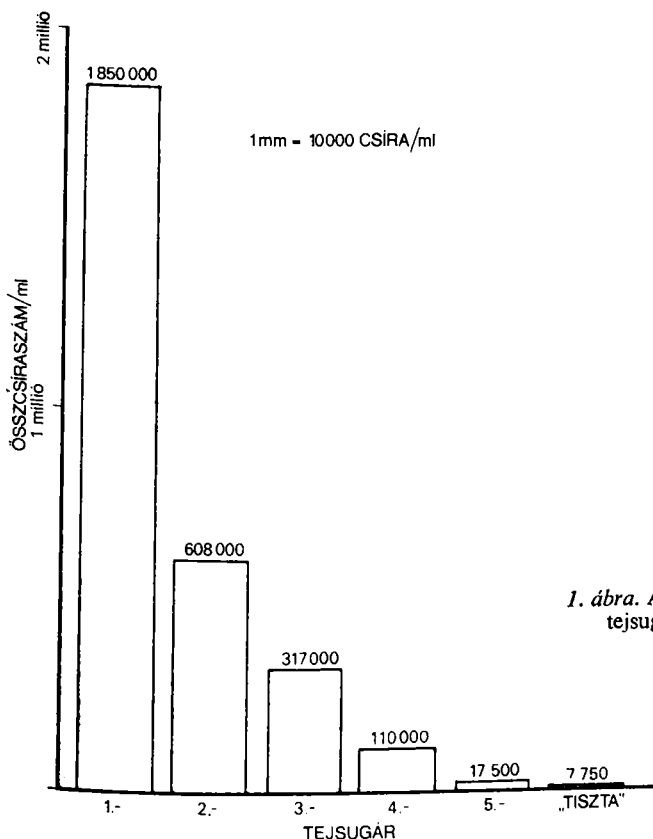 2 millió
1 850 000
1mm = 10000 CSÍRA/ml
ÖSSZCSÍRASZÁM/ml
1 millió
608 000
317 000
110 000
17 500
7 750
1.-
2.-
3.-
4.-
5.-
„TISZTA”
TEJSUGÁR
1. ábra. A
tejsug